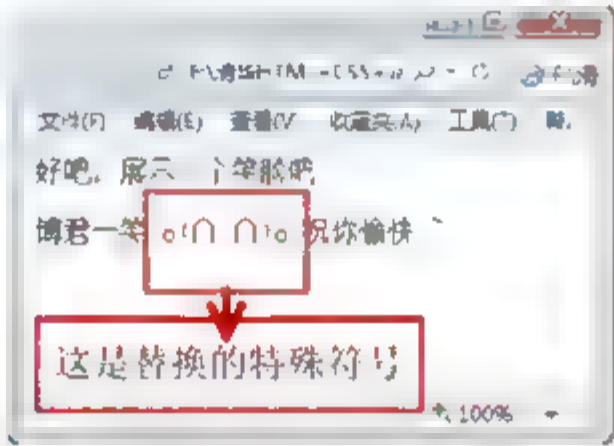 文件(F) 编辑(E) 查看(V) 收藏夹(A) 工具(T)
好吧，展示一个笑脸吧
博君一笑 o(∩_∩)o 祝你愉快
这是替换的特殊符号
100%